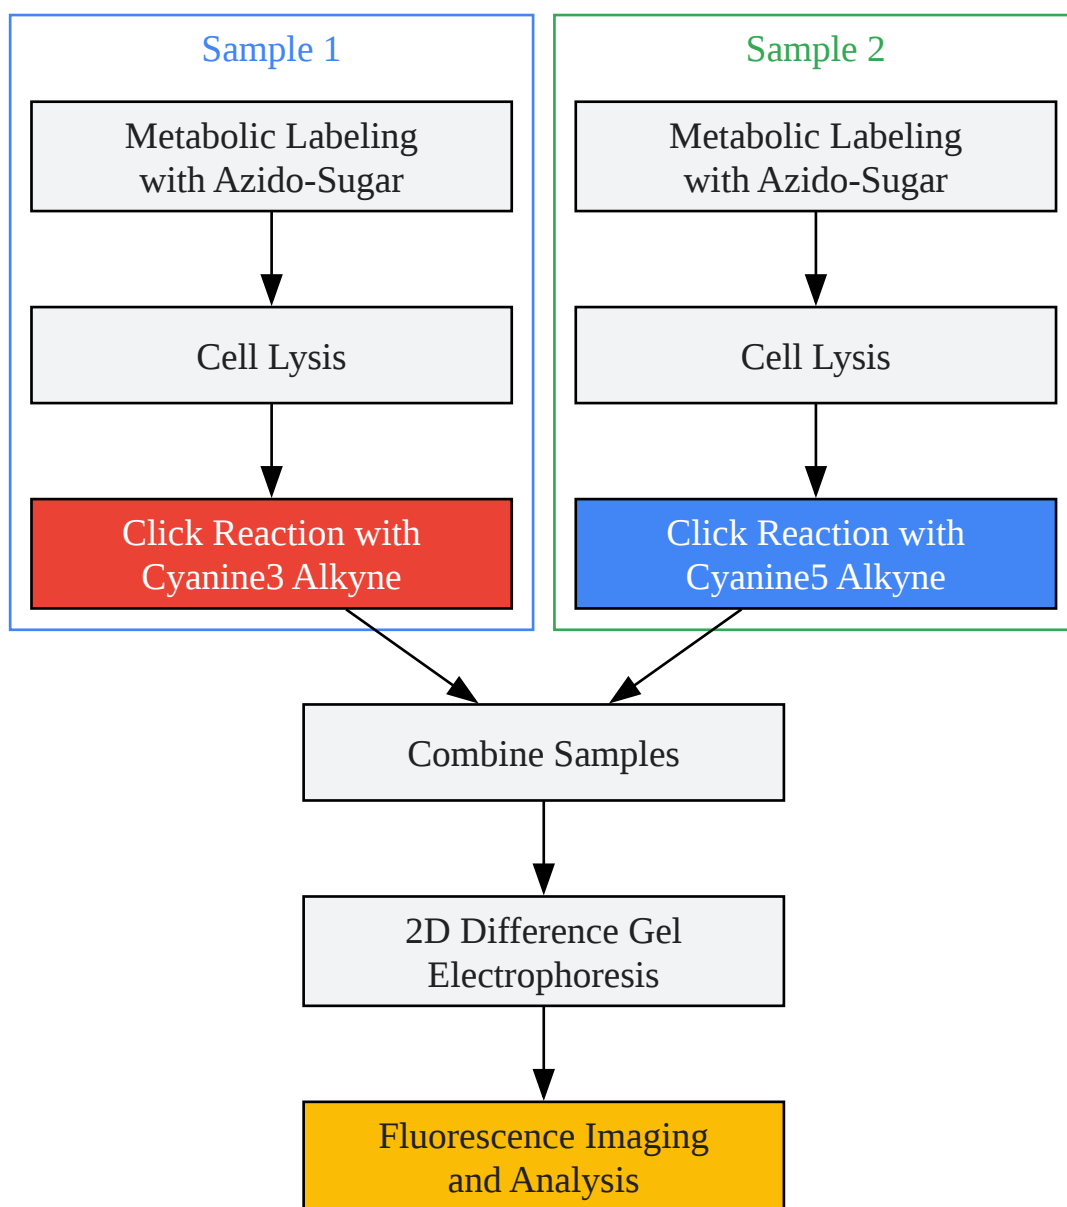 Sample 1
Metabolic Labeling
with Azido-Sugar
Cell Lysis
Click Reaction with
Cyanine3 Alkyne
Sample 2
Metabolic Labeling
with Azido-Sugar
Cell Lysis
Click Reaction with
Cyanine5 Alkyne
Combine Samples
2D Difference Gel
Electrophoresis
Fluorescence Imaging
and Analysis